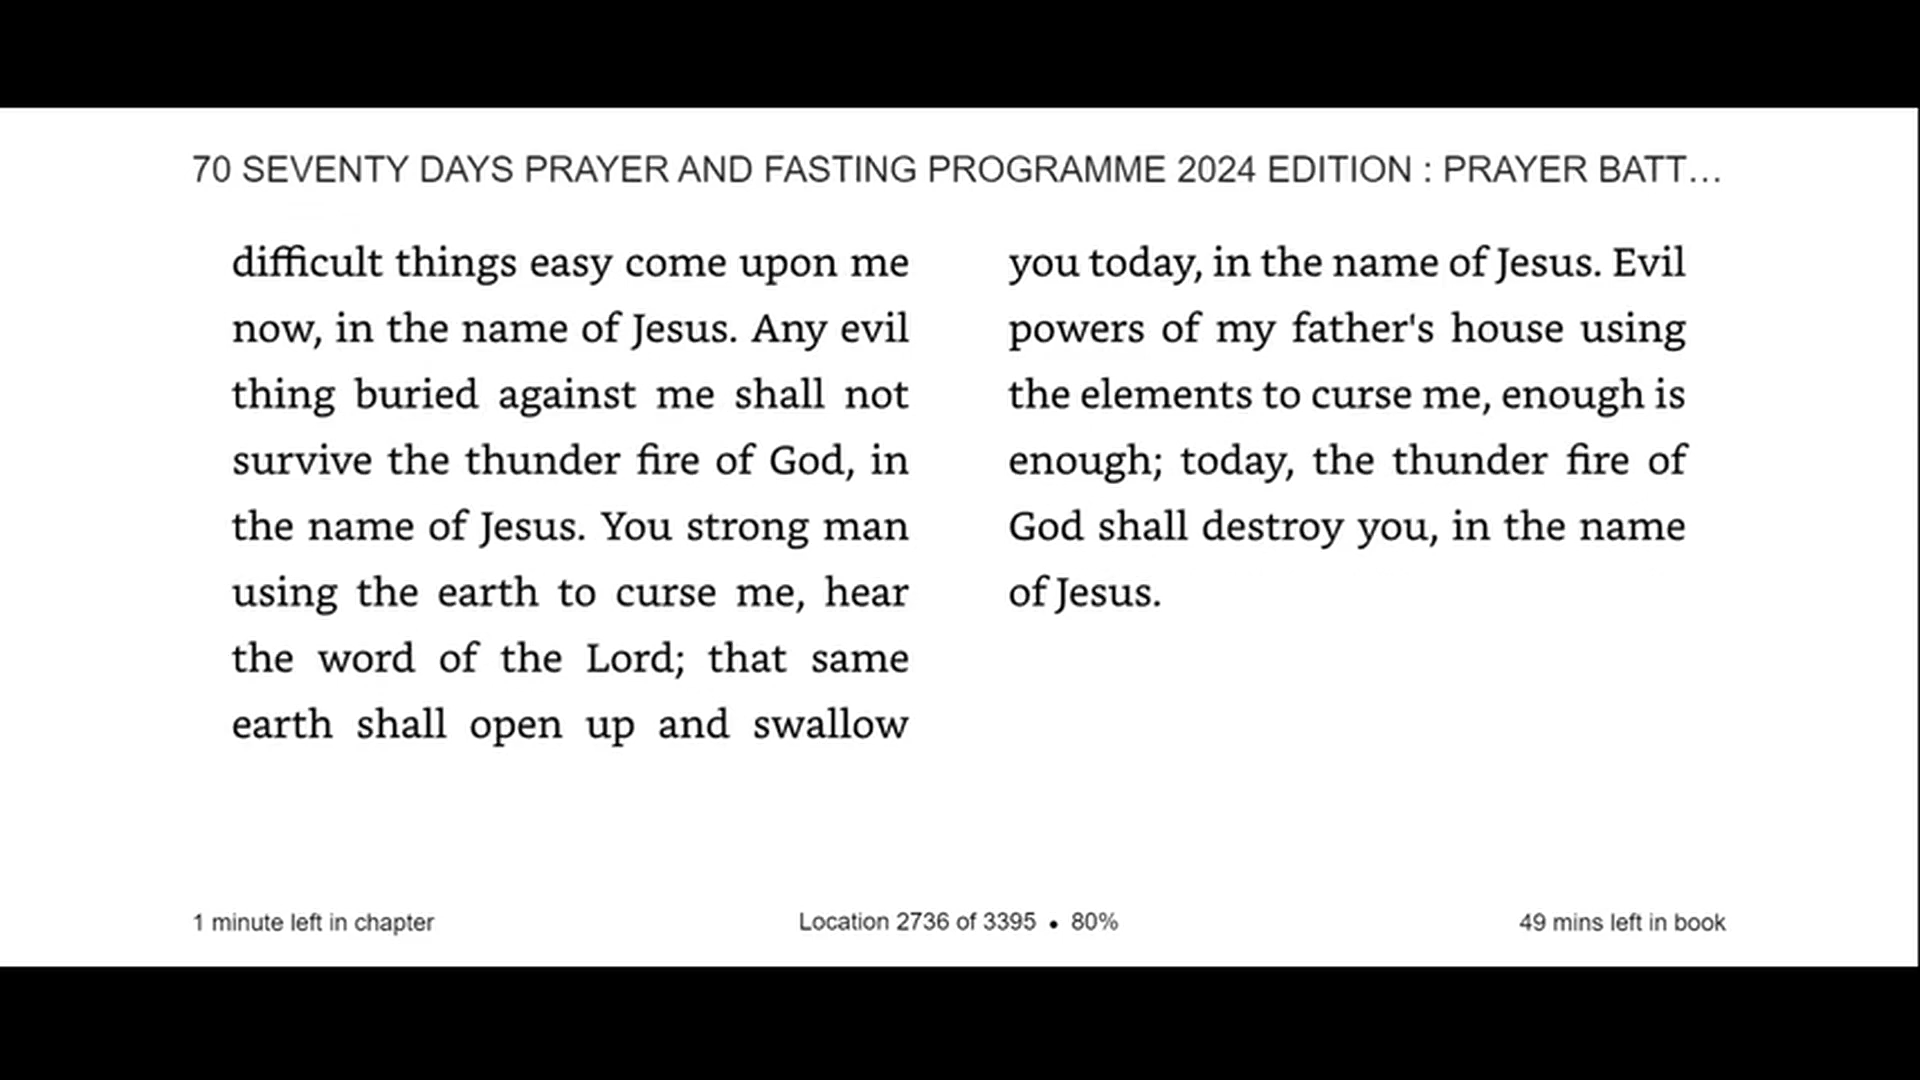 70 SEVENTY DAYS PRAYER AND FASTING PROGRAMME 2024 EDITION : PRAYER BATT...
difficult things easy come upon me
now, in the name of Jesus. Any evil
thing buried against me shall not
survive the thunder fire of God, in
the name of Jesus. You strong man
using the earth to curse me, hear
the word of the Lord; that same
earth shall open up and swallow
you today, in the name of Jesus. Evil
powers of my father's house using
the elements to curse me, enough is
enough; today, the thunder fire of
God shall destroy you, in the name
of Jesus.
1 minute left in chapter
Location 2736 of 3395 • 80%
49 mins left in book